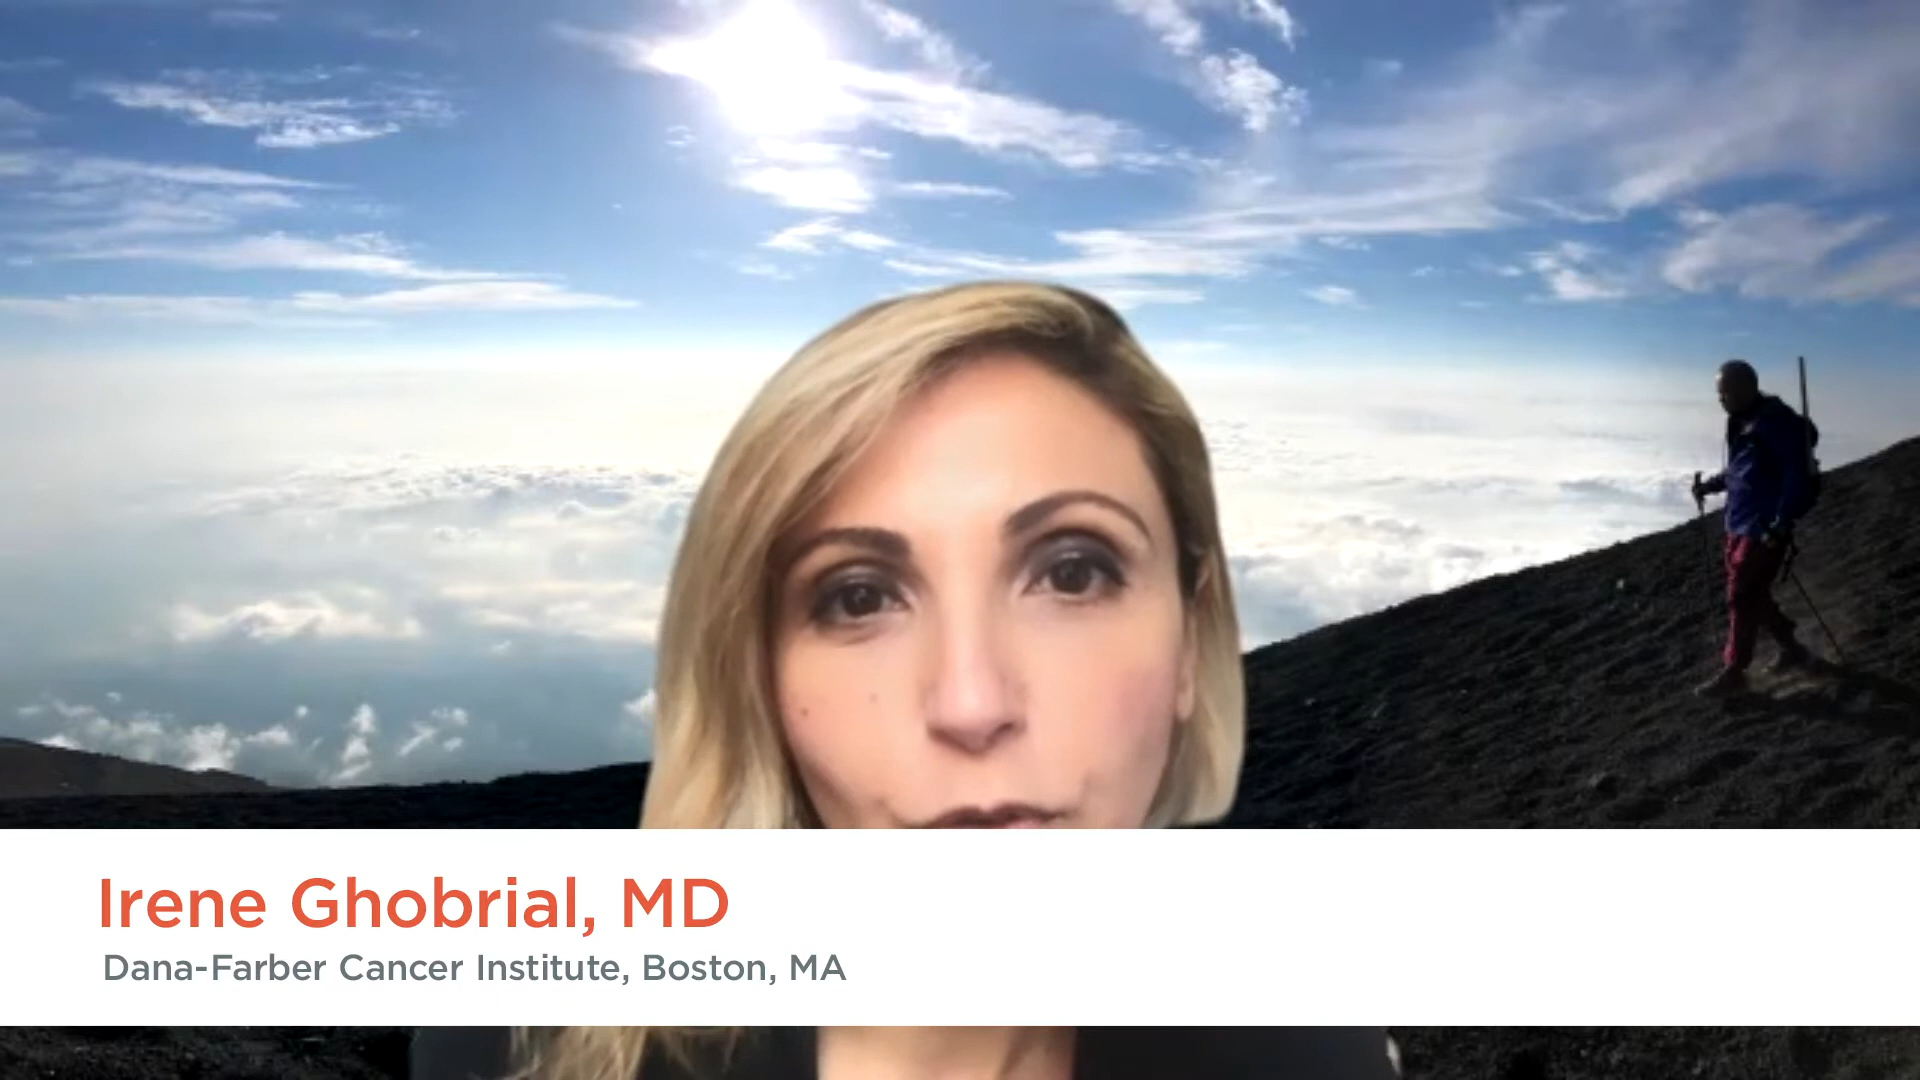 Irene Ghobrial, MD
Dana-Farber Cancer Institute, Boston, MA